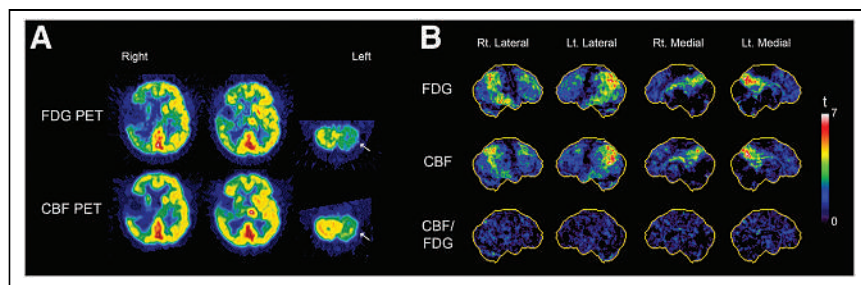 A
Right
Left
FDG PET
CBF PET
B
Rt. Lateral Lt. Lateral Rt. Medial Lt. Medial
FDG
CBF
CBF/
FDG
t
7
0